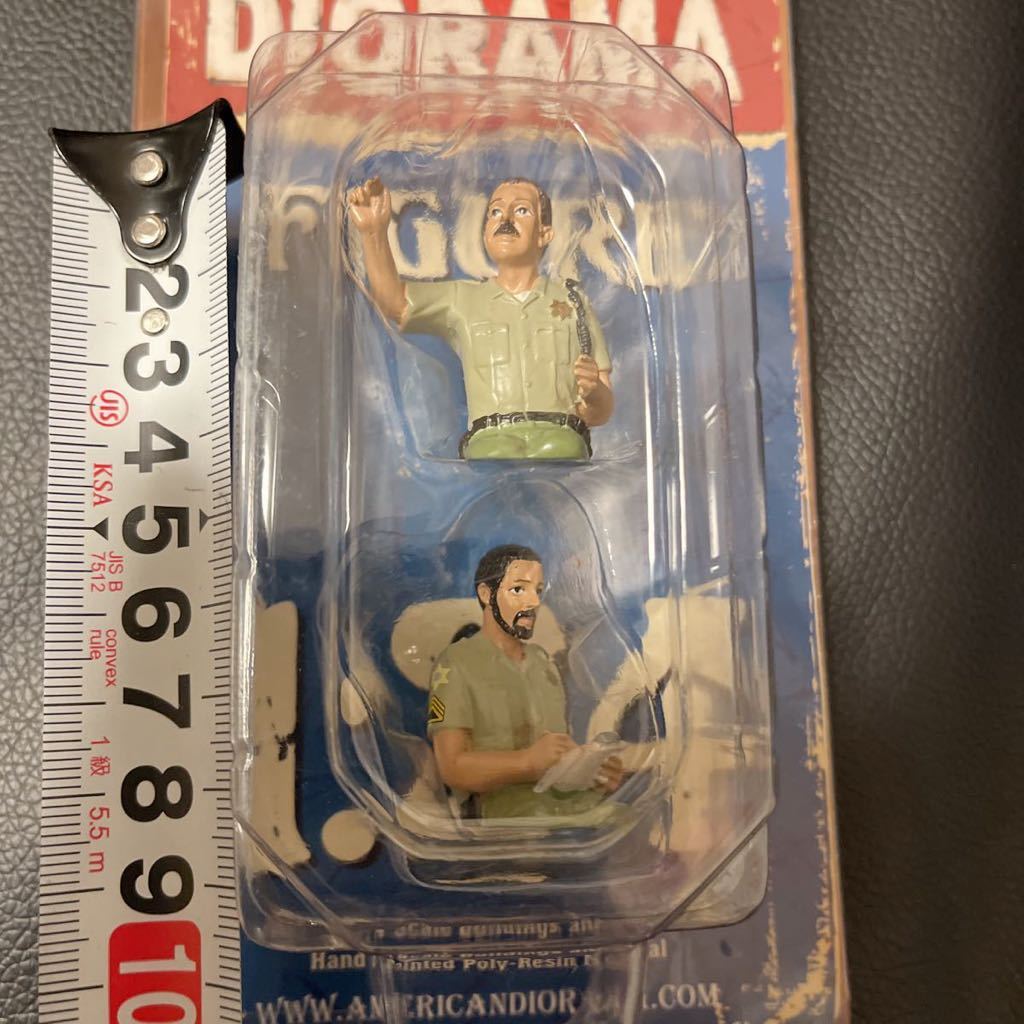 DIORAMA
FIGURE
Hand Painted Poly-Resin
WWW.AMERICANDIORAMA.COM
2
3
4
5
6
7
8
9
10
JIS
KSA
JIS B
7512
convex
rule
1級
5.5 m